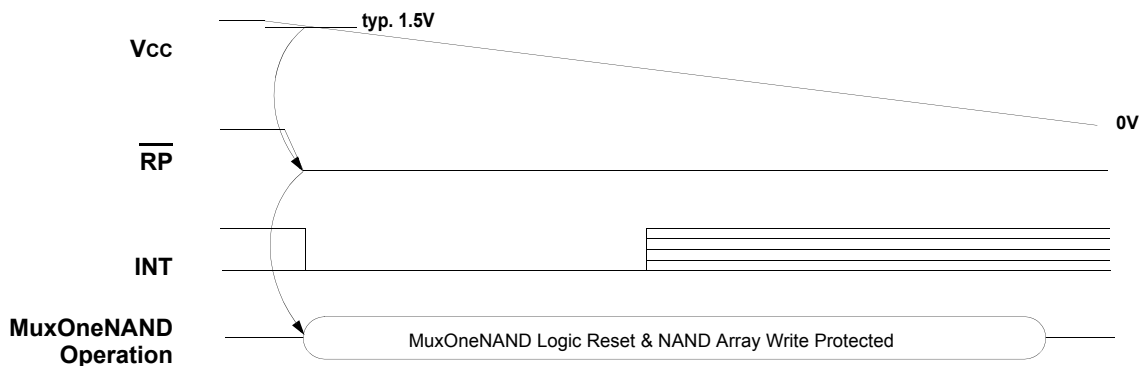 typ. 1.5V
VCC
0V
RP
INT
MuxOneNAND
Operation
MuxOneNAND Logic Reset & NAND Array Write Protected